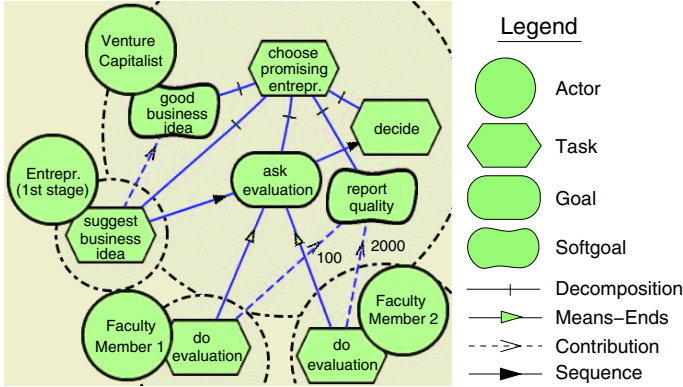 Venture
Capitalist
choose
promising
entrepr.
good
business
idea
decide
Entrepr.
(1st stage)
ask
evaluation
report
quality
suggest
business
idea
100
2000
Faculty
Member 1
do
evaluation
do
evaluation
Faculty
Member 2
Legend
Actor
Task
Goal
Softgoal
Decomposition
Means-Ends
Contribution
Sequence